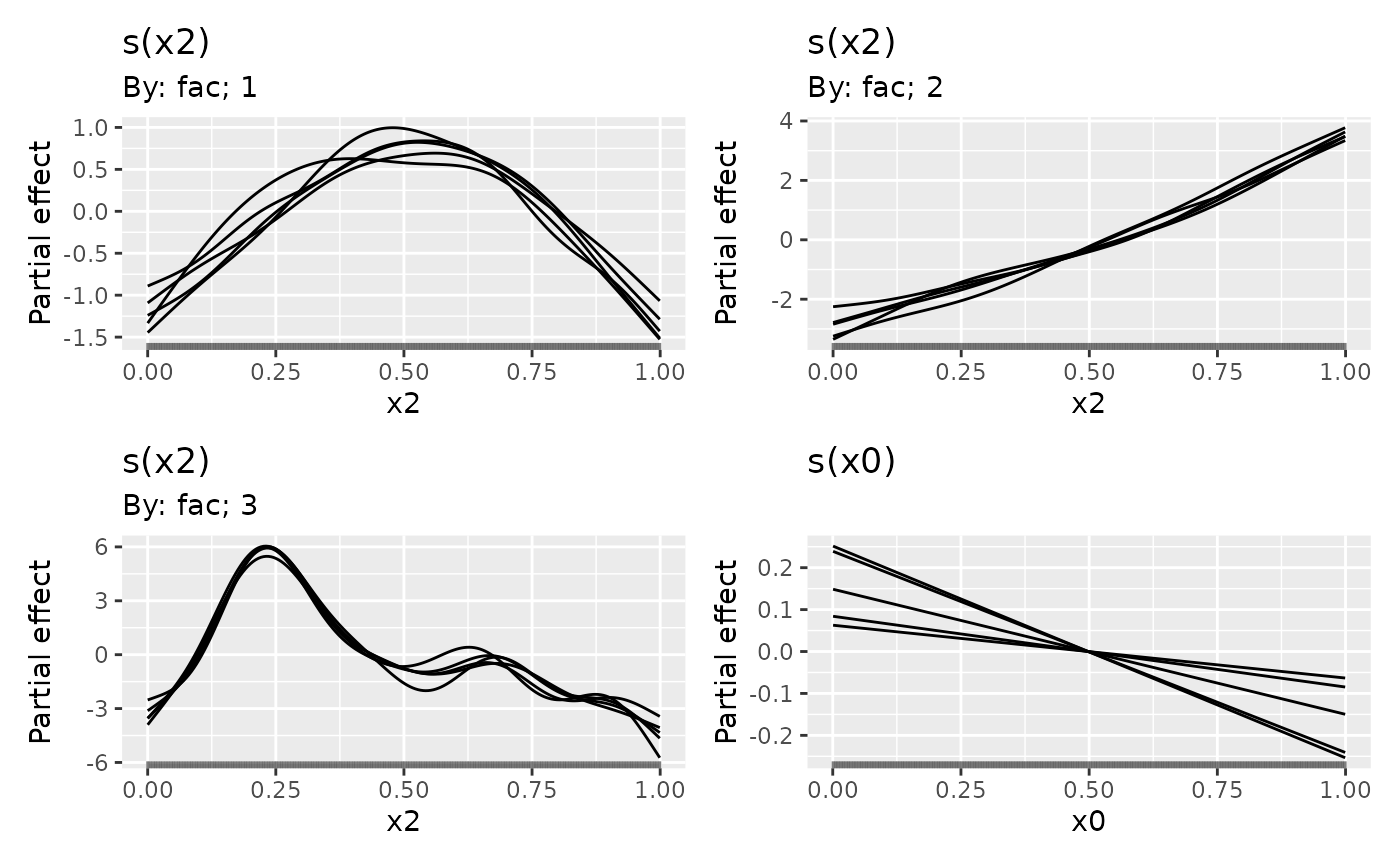 s(x2)
By: fac; 1
Partial effect
1.0
0.5
0.0
-0.5
-1.0
-1.5
0.00 0.25 0.50 0.75 1.00
x2
s(x2)
By: fac; 2
Partial effect
4
2
0
-2
0.00 0.25 0.50 0.75 1.00
x2
s(x2)
By: fac; 3
Partial effect
6
3
0
-3
-6
0.00 0.25 0.50 0.75 1.00
x2
s(x0)
Partial effect
0.2
0.1
0.0
-0.1
-0.2
0.00 0.25 0.50 0.75 1.00
x0